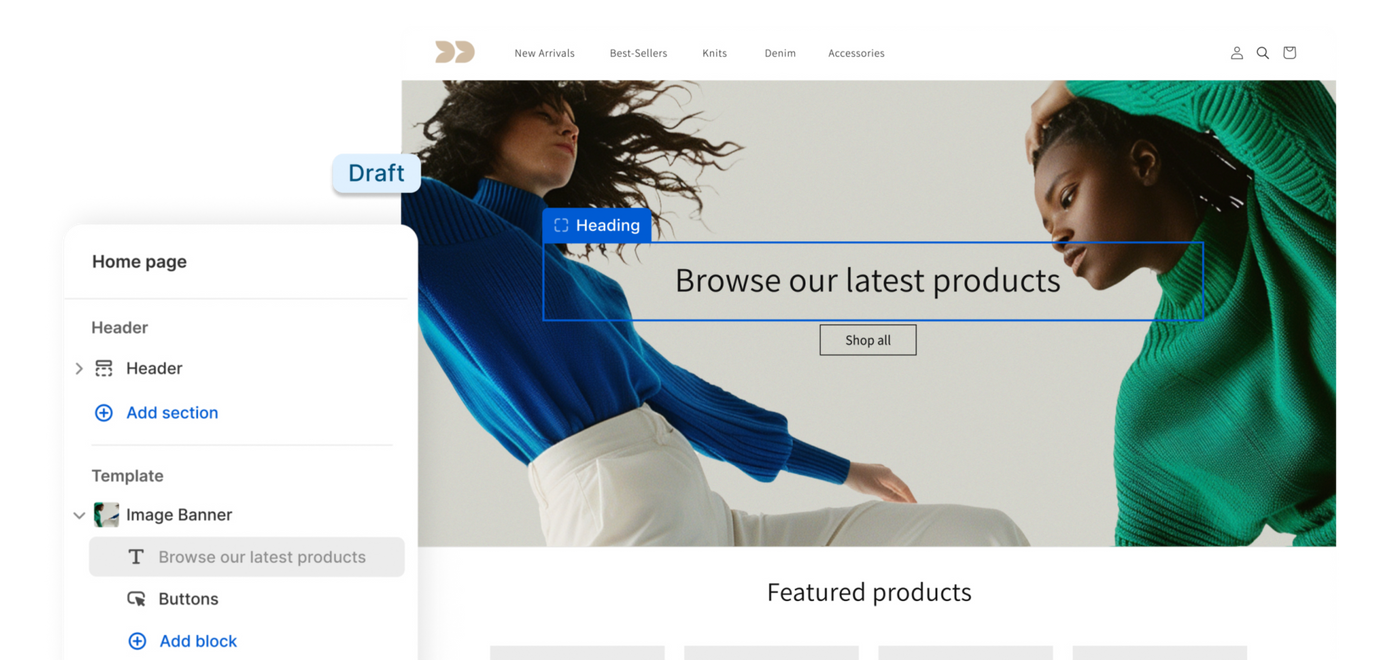 New Arrivals Best-Sellers Knits Denim Accessories
Draft
Heading
Browse our latest products
Shop all
Featured products
Home page
Header
Header
Add section
Template
Image Banner
Browse our latest products
Buttons
Add block